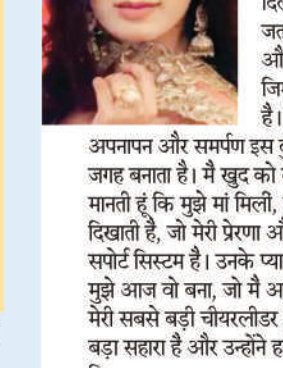 जिम
है।
अपनापन और समर्पण इस
जगह बनाता है। मैं खुद को
मानती हूं कि मुझे मां मिली,
दिखाती है, जो मेरी प्रेरणा
सपोर्ट सिस्टम है। उनके
मुझे आज वो बना, जो मैं
मेरी सबसे बड़ी चीयरलीडर
बड़ा सहारा है और उन्होंने